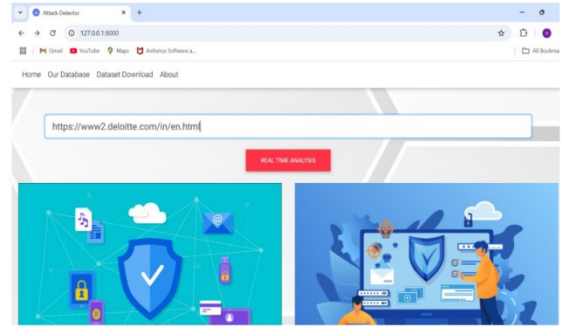 Attack Detector
127.0.0.1:8000
Gmail YouTube Maps Antivirus Software a...
All Bookma
Home Our Database Dataset Download About
https://www2.deloitte.com/in/en.html
REAL TIME ANALYSIS